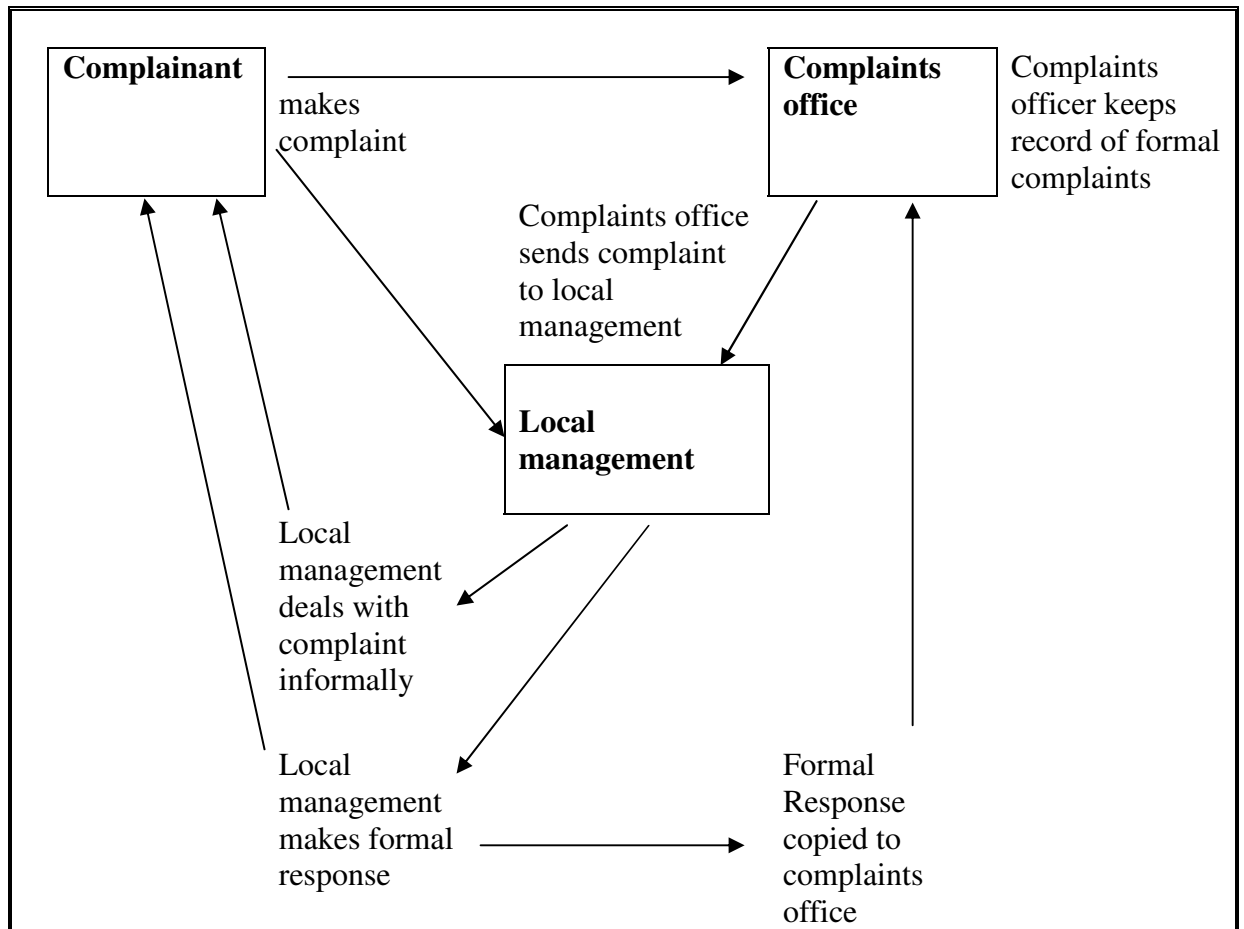 Complainant
makes
complaint
Complaints
office
Complaints
officer keeps
record of formal
complaints
Complaints office
sends complaint
to local
management
Local
management
Local
management
deals with
complaint
informally
Local
management
makes formal
response
Formal
Response
copied to
complaints
office